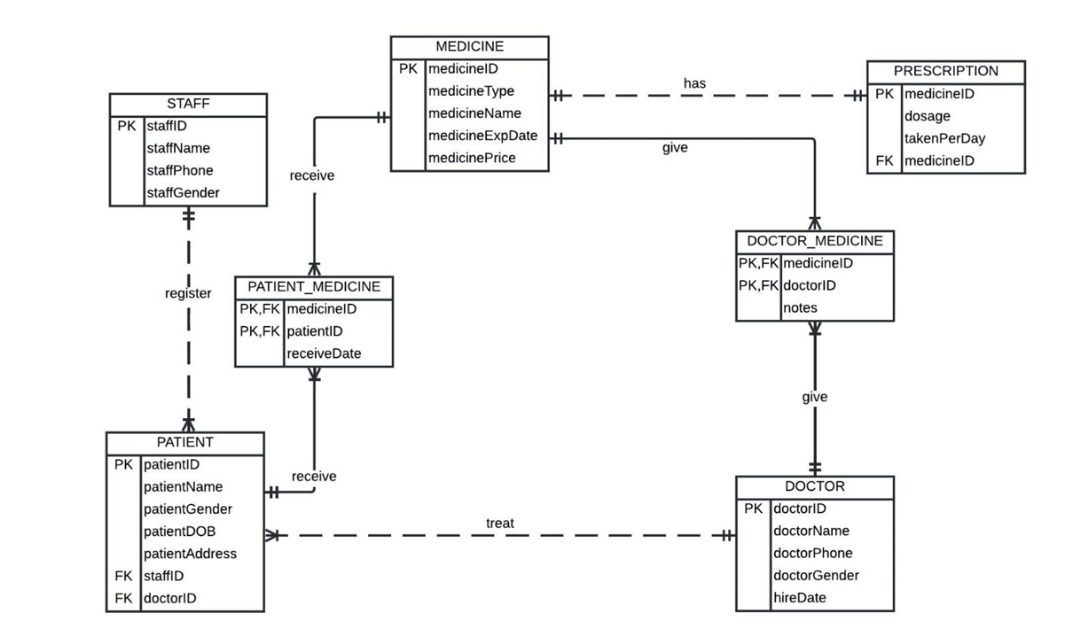 MEDICINE
PK medicineID
medicineType
medicineName
medicineExpDate
medicinePrice
has
PRESCRIPTION
PK medicineID
dosage
takenPerDay
FK medicineID
STAFF
PK staffID
staffName
staffPhone
staffGender
receive
give
register
PATIENT_MEDICINE
PK,FK medicineID
PK,FK patientID
receiveDate
DOCTOR_MEDICINE
PK,FK medicineID
PK,FK doctorID
notes
give
receive
treat
PATIENT
PK patientID
patientName
patientGender
patientDOB
patientAddress
FK staffID
FK doctorID
DOCTOR
PK doctorID
doctorName
doctorPhone
doctorGender
hireDate